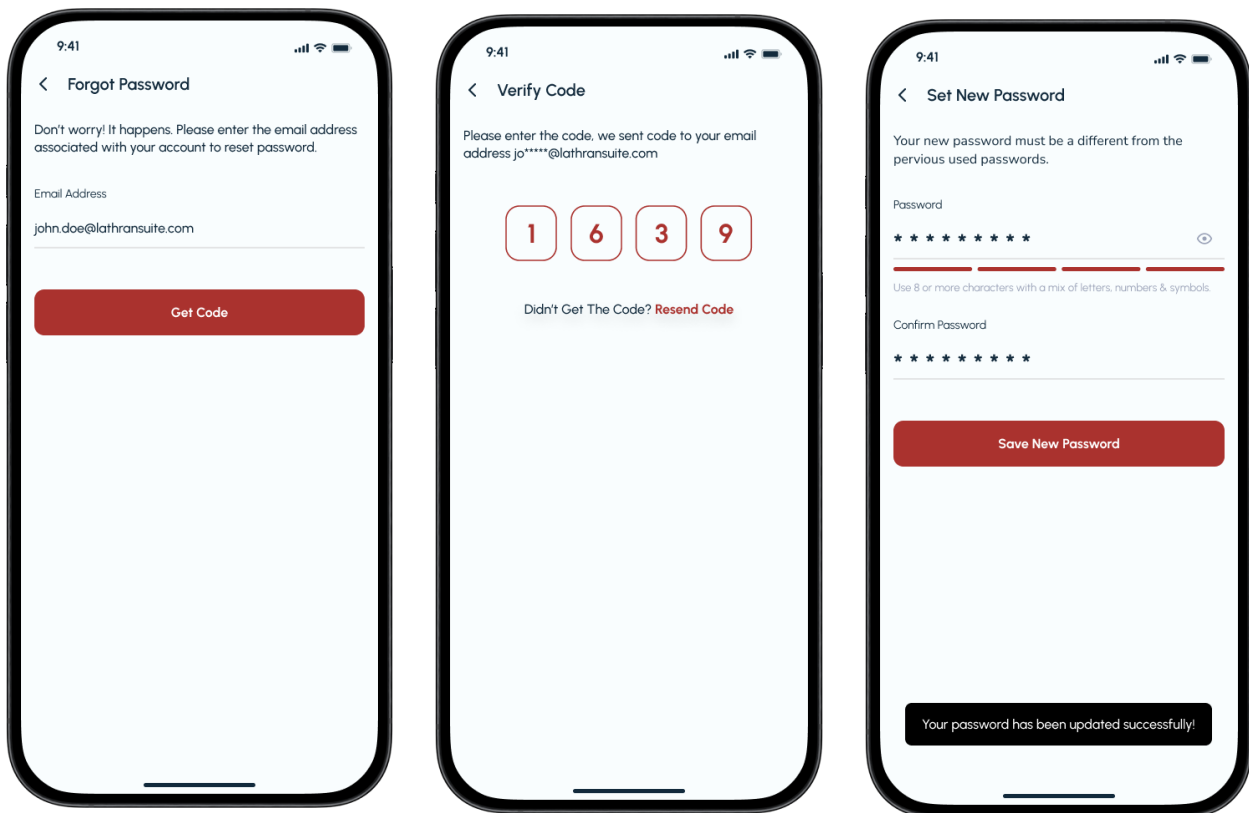 9:41
Forgot Password
Don't worry! It happens. Please enter the email address
associated with your account to reset password.
Email Address
john.doe@lathransuite.com
Get Code
9:41
Verify Code
Please enter the code, we sent code to your email
address jo*****@lathransuite.com
1 6 3 9
Didn't Get The Code? Resend Code
9:41
Set New Password
Your new password must be a different from the
pervious used passwords.
Password
* * * * * * * * *
Use 8 or more characters with a mix of letters, numbers & symbols.
Confirm Password
* * * * * * * * *
Save New Password
Your password has been updated successfully!